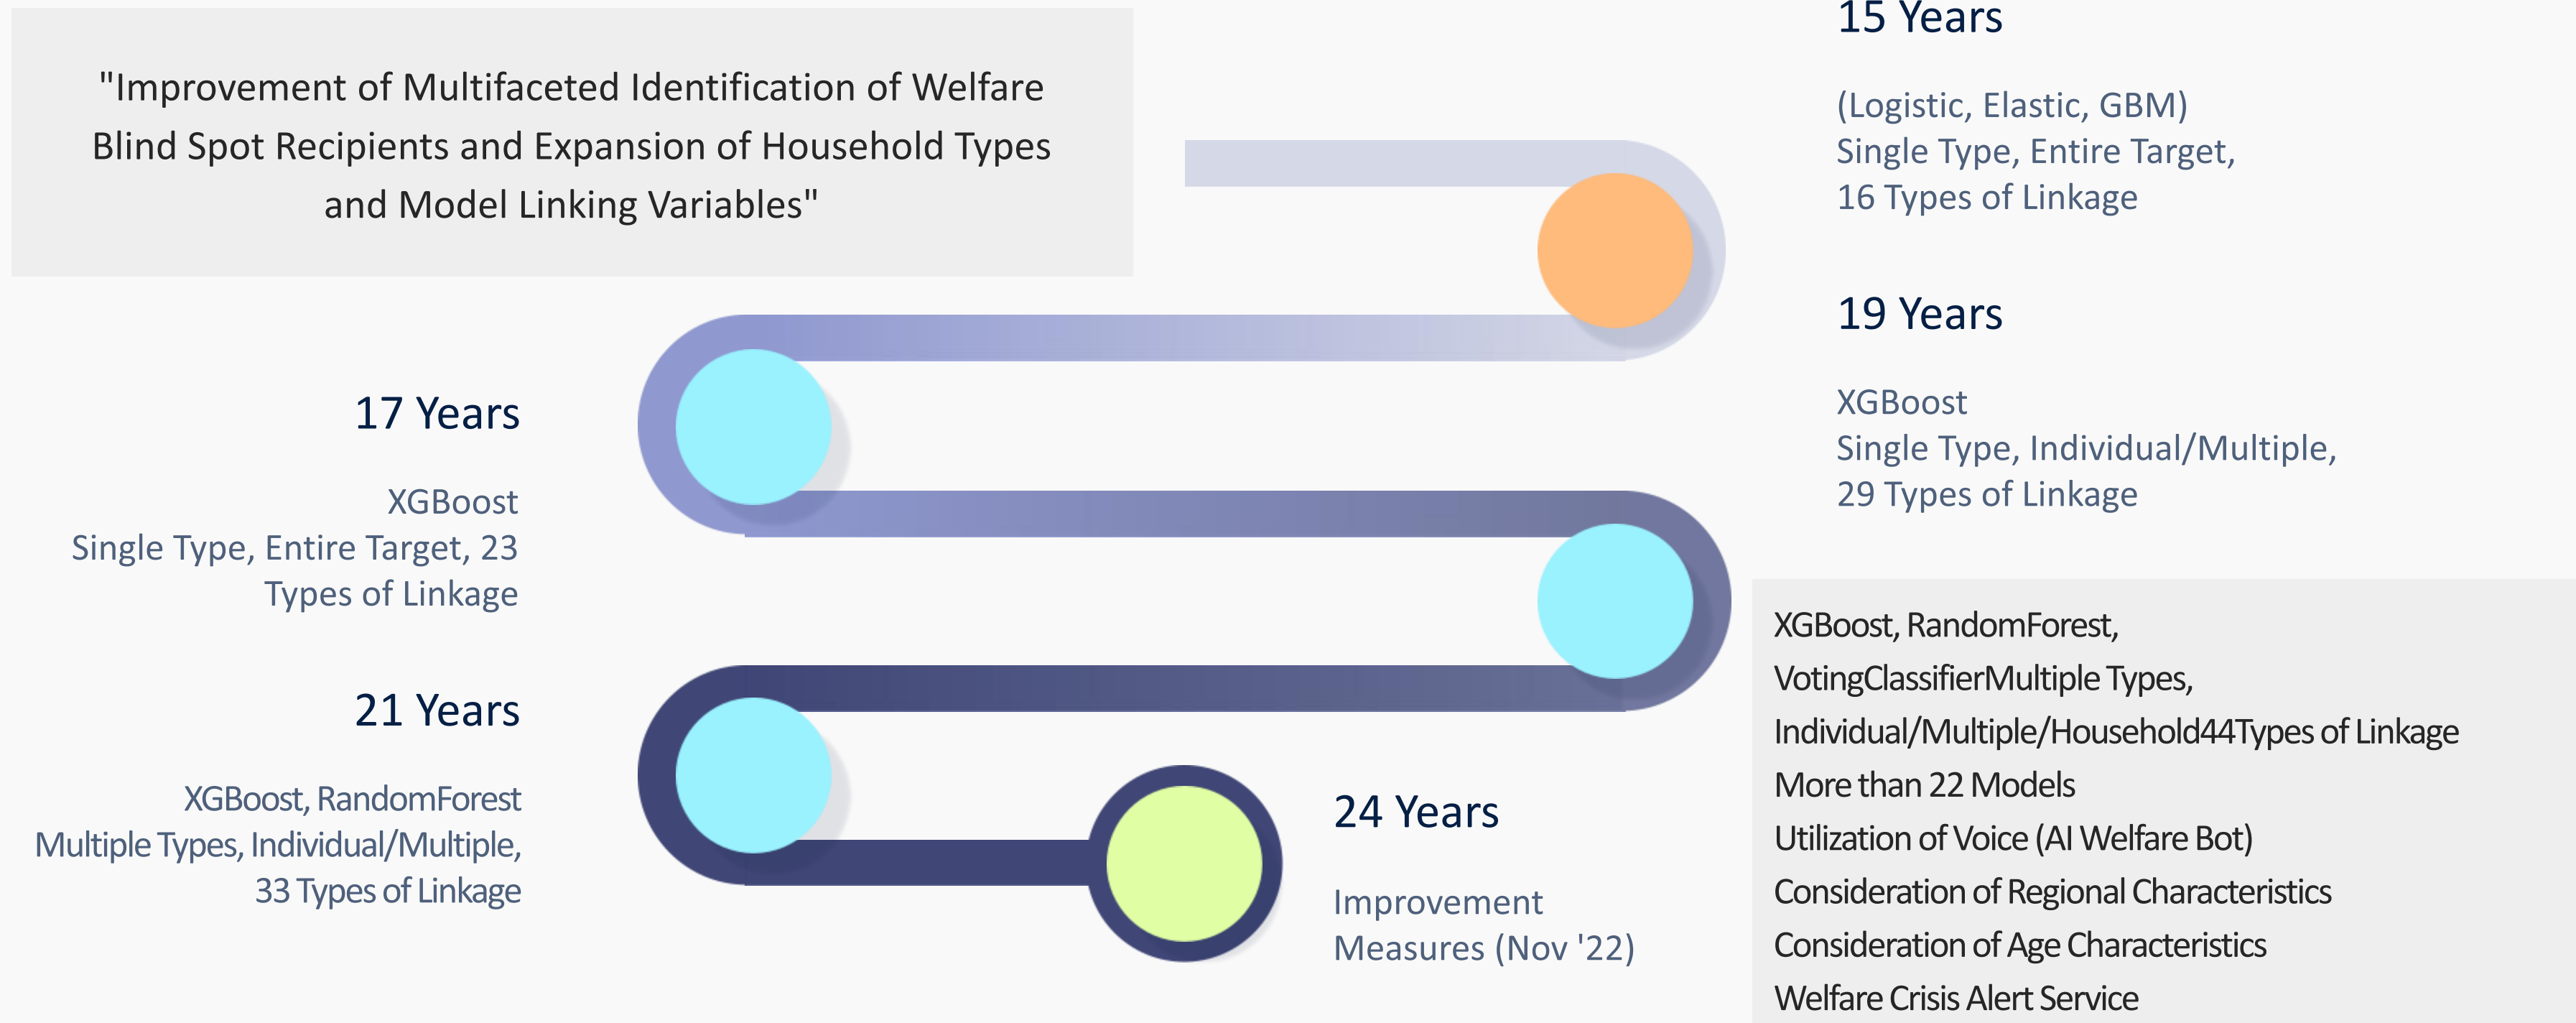 "Improvement of Multifaceted Identification of Welfare
Blind Spot Recipients and Expansion of Household Types
and Model Linking Variables"
15 Years
(Logistic, Elastic, GBM)
Single Type, Entire Target,
16 Types of Linkage
17 Years
XGBoost
Single Type, Entire Target, 23
Types of Linkage
19 Years
XGBoost
Single Type, Individual/Multiple,
29 Types of Linkage
21 Years
XGBoost, RandomForest
Multiple Types, Individual/Multiple,
33 Types of Linkage
24 Years
Improvement
Measures (Nov '22)
XGBoost, RandomForest,
VotingClassifierMultiple Types,
Individual/Multiple/Household44Types of Linkage
More than 22 Models
Utilization of Voice (AI Welfare Bot)
Consideration of Regional Characteristics
Consideration of Age Characteristics
Welfare Crisis Alert Service